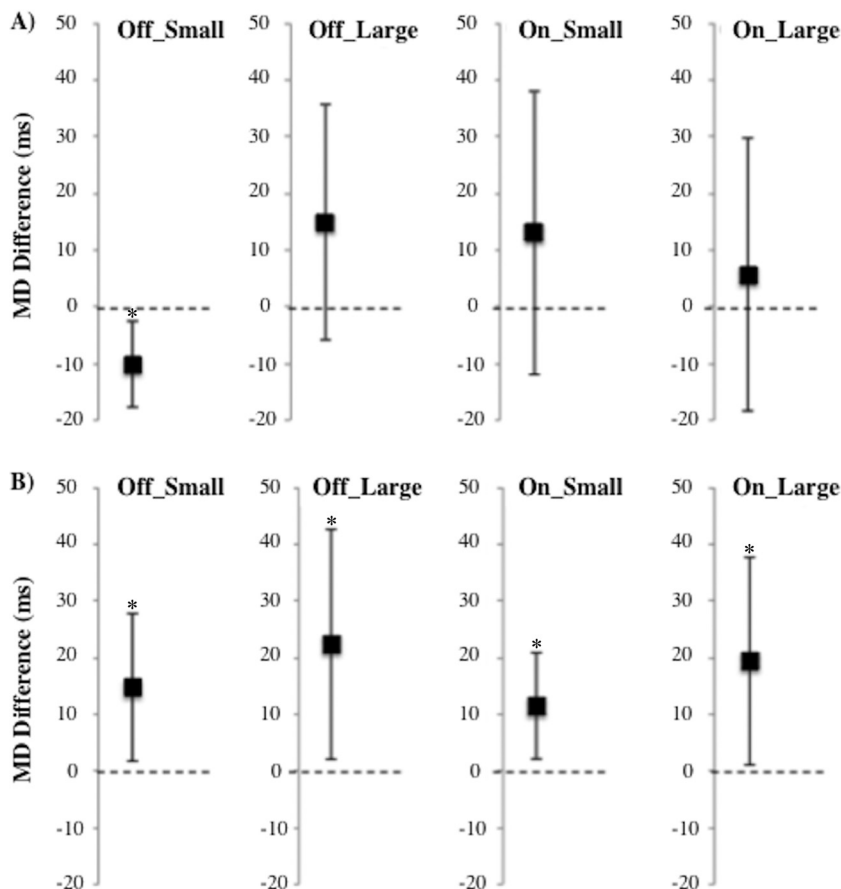 A)
Off_Small Off_Large On_Small On_Large
50 50 50 50
40 40 40 40
30 30 30 30
20 20 20 20
10 10 10 10
0 0 0 0
*
-10 -10 -10 -10
-20 -20 -20 -20
MD Difference (ms)
B)
Off_Small Off_Large On_Small On_Large
50 50 50 50
* *
40 40 40 40
* *
30 30 30 30
20 20 20 20
10 10 10 10
0 0 0 0
-10 -10 -10 -10
-20 -20 -20 -20
MD Difference (ms)